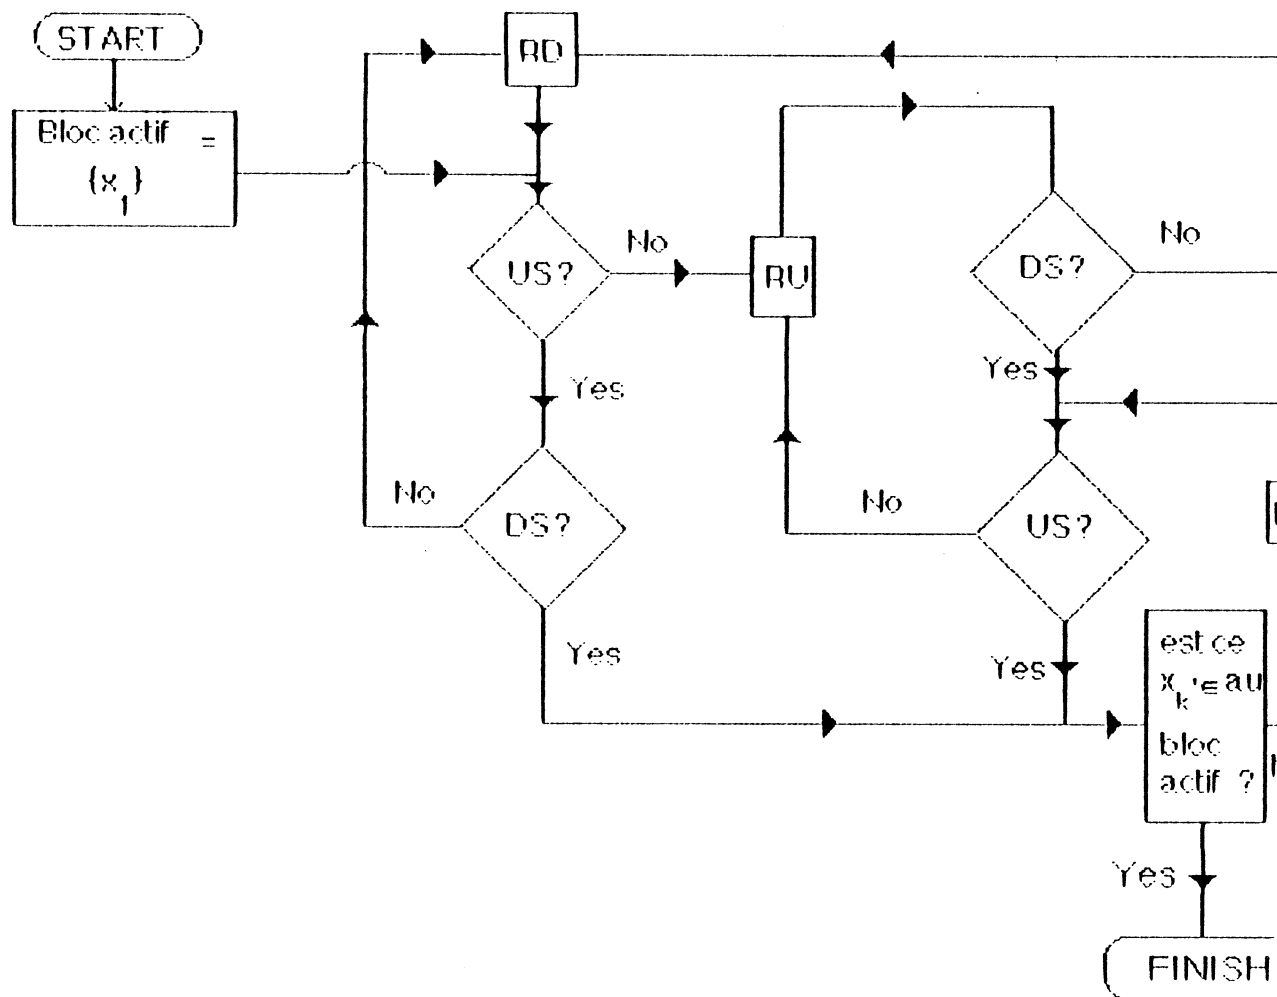 START
RD
Bloc actif =
{x1}
US?
No
RU
DS?
No
Yes
Yes
No
DS?
No
US?
Yes
Yes
est ce
xk'∈ au
bloc
actif ?
Yes
FINISH